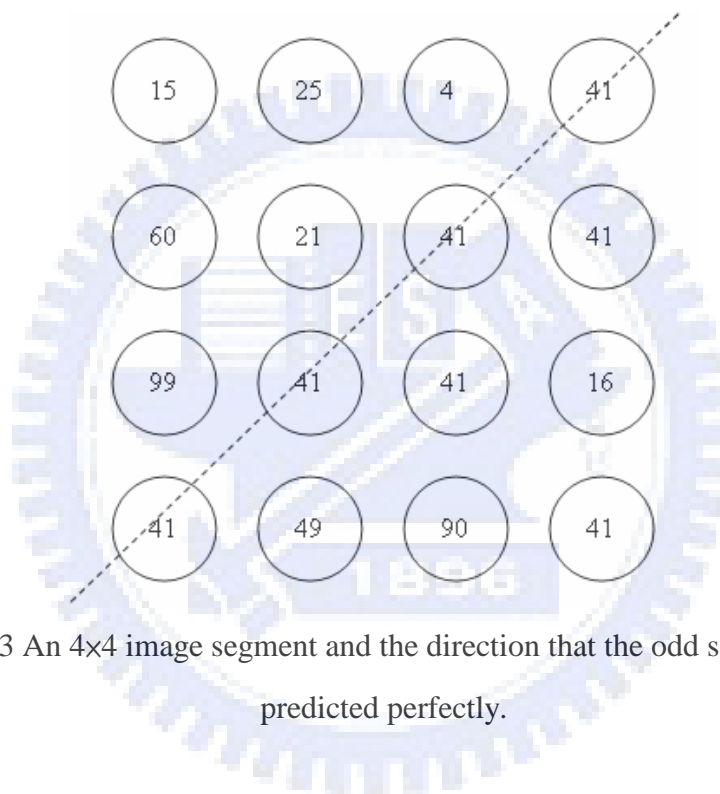 15 25 4 41
60 21 41 41
99 41 41 16
41 49 90 41
3 An 4×4 image segment and the direction that the odd s
predicted perfectly.
1896